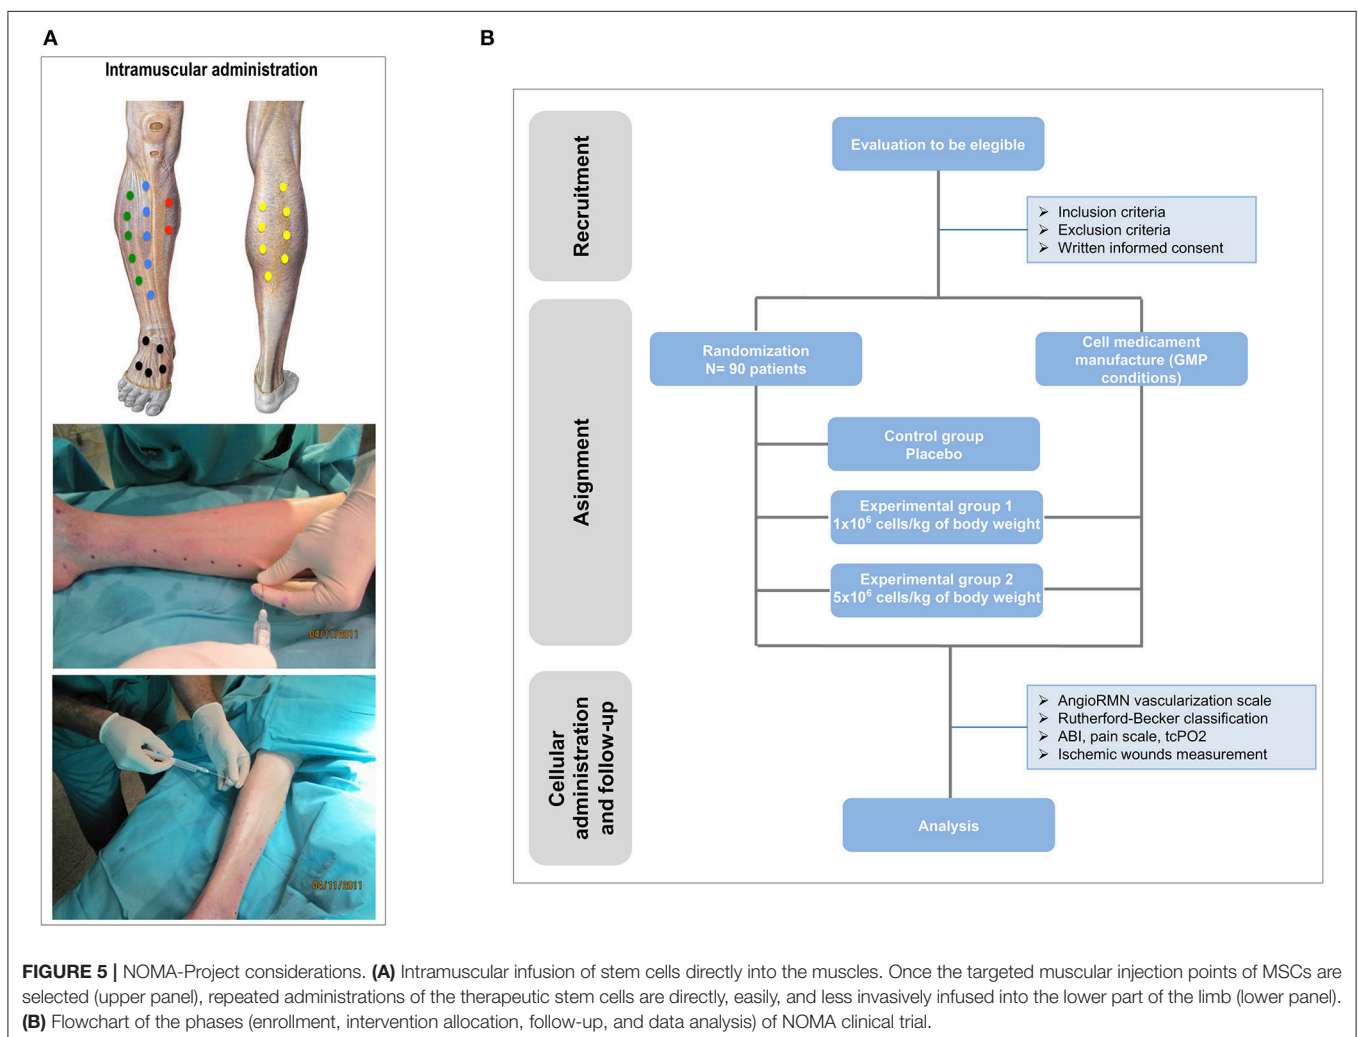 A
Intramuscular administration
04/11/2011
04/11/2011
B
Recruitment
Evaluation to be elegible
➢ Inclusion criteria
➢ Exclusion criteria
➢ Written informed consent
Asignment
Randomization
N= 90 patients
Cell medicament
manufacture (GMP
conditions)
Control group
Placebo
Experimental group 1
1x10⁶ cells/kg of body weight
Experimental group 2
5x10⁶ cells/kg of body weight
Cellular
administration
and follow-up
➢ AngioRMN vascularization scale
➢ Rutherford-Becker classification
➢ ABI, pain scale, tcPO2
➢ Ischemic wounds measurement
Analysis
FIGURE 5 | NOMA-Project considerations. (A) Intramuscular infusion of stem cells directly into the muscles. Once the targeted muscular injection points of MSCs are
selected (upper panel), repeated administrations of the therapeutic stem cells are directly, easily, and less invasively infused into the lower part of the limb (lower panel).
(B) Flowchart of the phases (enrollment, intervention allocation, follow-up, and data analysis) of NOMA clinical trial.